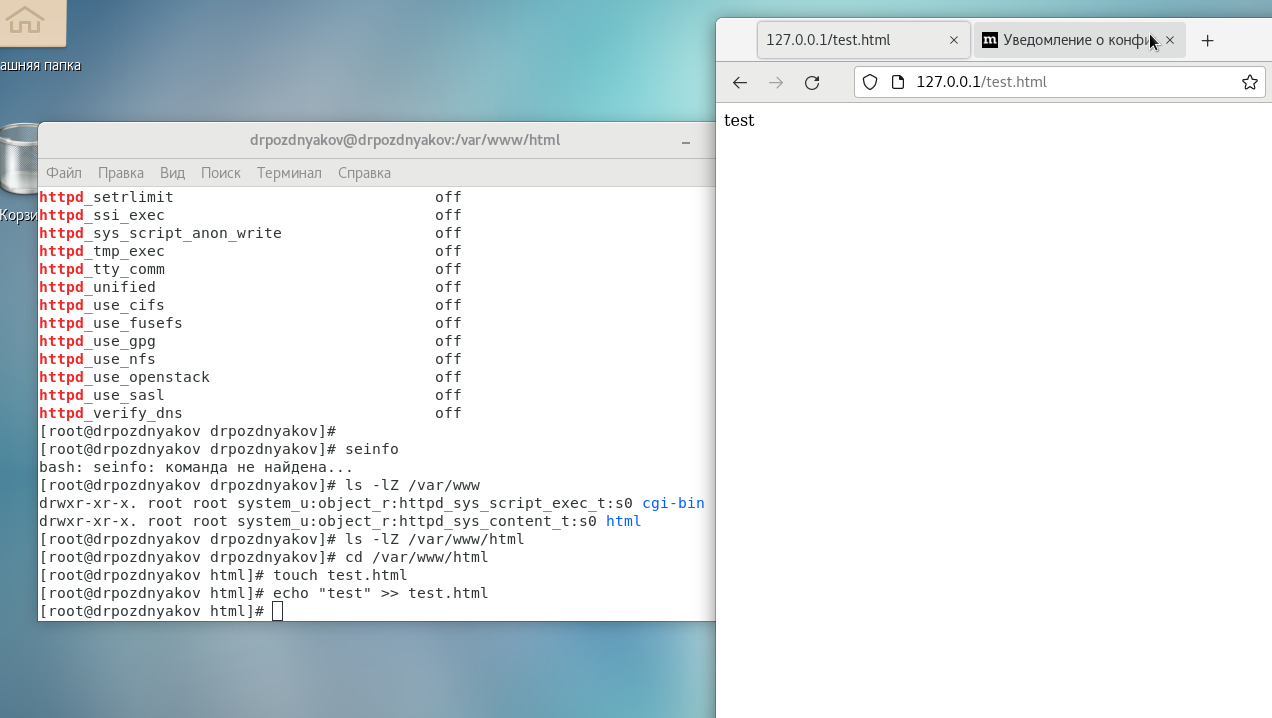 ашняя папка
Корзи
drpozdnyakov@drpozdnyakov:/var/www/html
Файл Правка Вид Поиск Терминал Справка
httpd_setrlimit off
httpd_ssi_exec off
httpd_sys_script_anon_write off
httpd_tmp_exec off
httpd_tty_comm off
httpd_unified off
httpd_use_cifs off
httpd_use_fusefs off
httpd_use_gpg off
httpd_use_nfs off
httpd_use_openstack off
httpd_use_sasl off
httpd_verify_dns off
[root@drpozdnyakov drpozdnyakov]#
[root@drpozdnyakov drpozdnyakov]# seinfo
bash: seinfo: команда не найдена...
[root@drpozdnyakov drpozdnyakov]# ls -lZ /var/www
drwxr-xr-x. root root system_u:object_r:httpd_sys_script_exec_t:s0 cgi-bin
drwxr-xr-x. root root system_u:object_r:httpd_sys_content_t:s0 html
[root@drpozdnyakov drpozdnyakov]# ls -lZ /var/www/html
[root@drpozdnyakov drpozdnyakov]# cd /var/www/html
[root@drpozdnyakov html]# touch test.html
[root@drpozdnyakov html]# echo "test" >> test.html
[root@drpozdnyakov html]#
127.0.0.1/test.html
m Уведомление о конфи
127.0.0.1/test.html
test